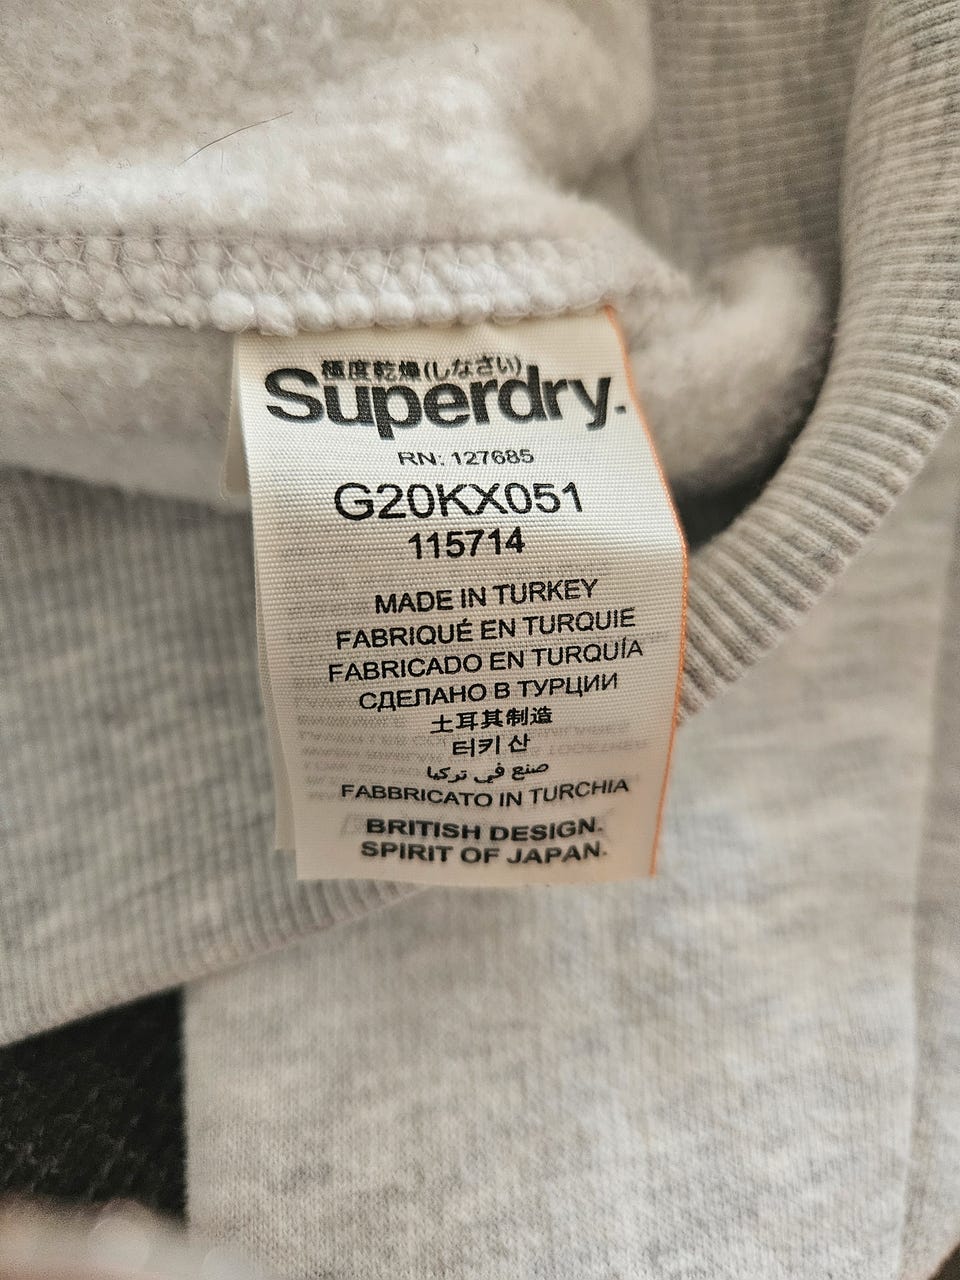 極度乾燥(しなさい)
Superdry.
RN: 127685
G20KX051
115714
MADE IN TURKEY
FABRIQUÉ EN TURQUIE
FABRICADO EN TURQUÍA
СДЕЛАНО В ТУРЦИИ
土耳其制造
터키 산
صنع في تركيا
FABBRICATO IN TURCHIA
BRITISH DESIGN.
SPIRIT OF JAPAN.